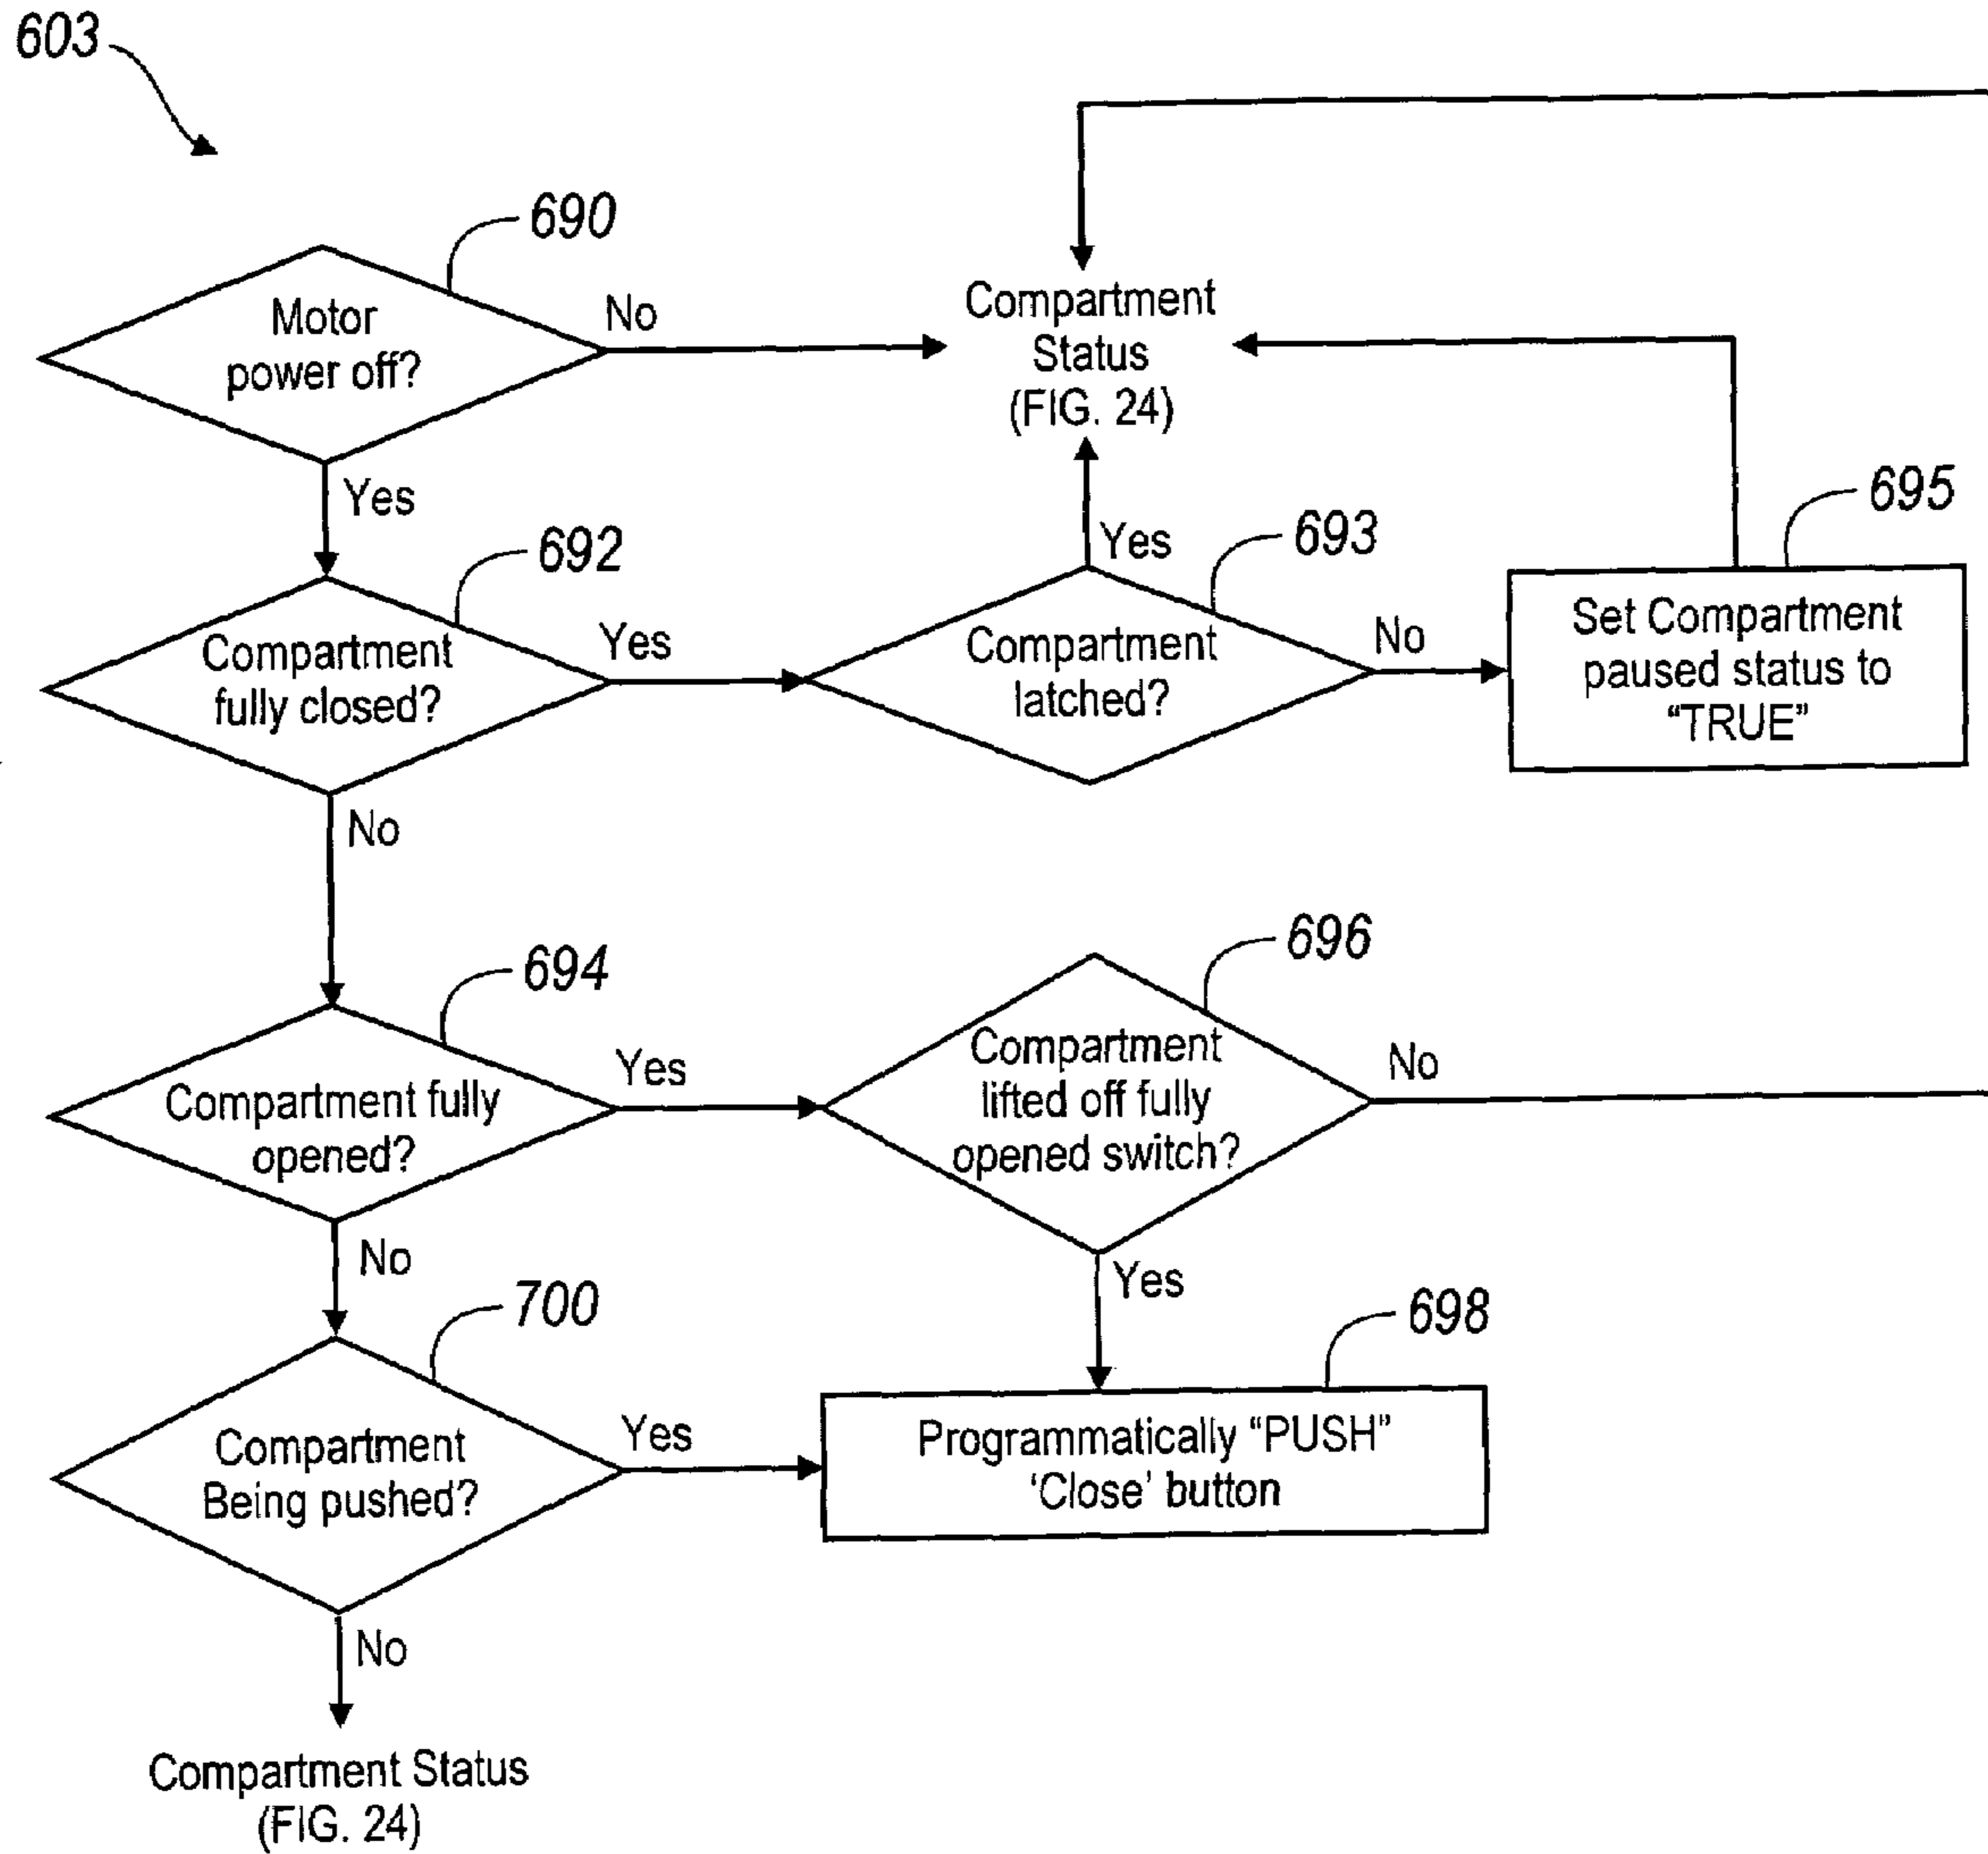 603
690
Motor
power off?
No
Compartment
Status
(FIG. 24)
Yes
692
Compartment
fully closed?
Yes
693
Compartment
latched?
Yes
No
695
Set Compartment
paused status to
“TRUE”
No
694
Compartment fully
opened?
Yes
696
Compartment
lifted off fully
opened switch?
No
No
Yes
700
Compartment
Being pushed?
Yes
698
Programmatically “PUSH”
‘Close’ button
No
Compartment Status
(FIG. 24)